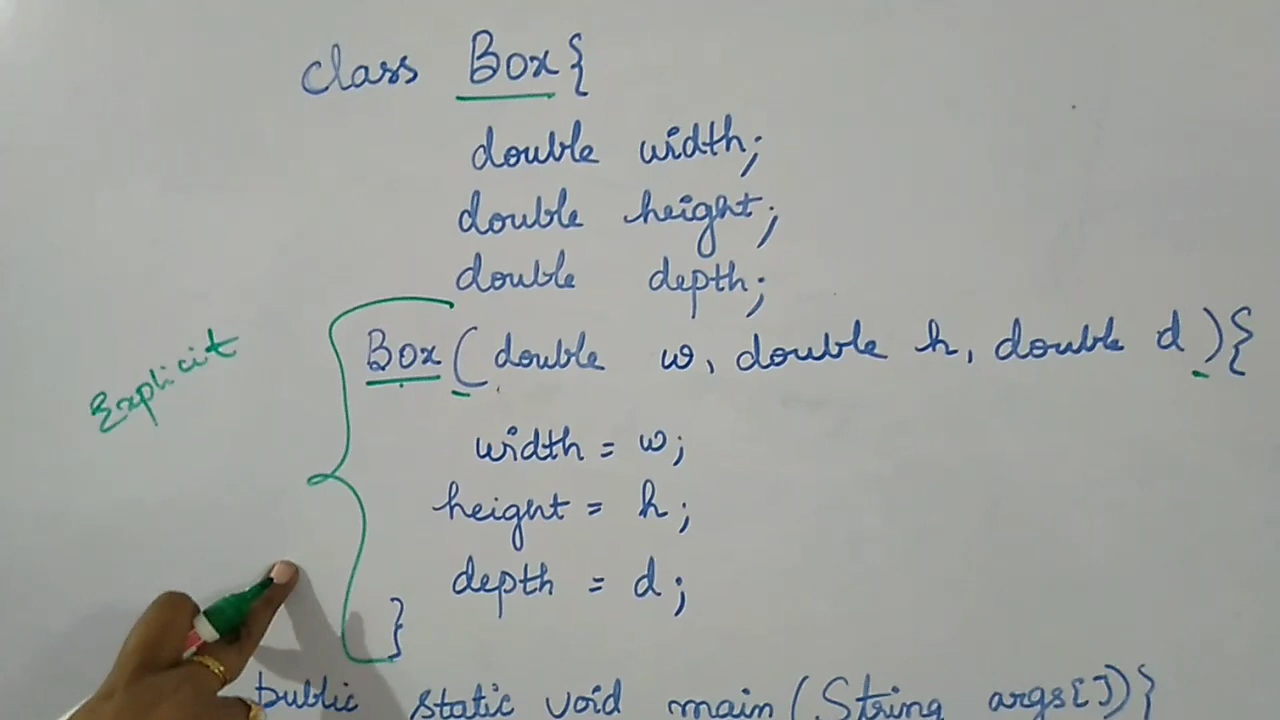 class Box{
double width;
double height;
double depth;
Explicit
Box(double w, double h, double d){
width = w;
height = h;
depth = d;
}
public static void main(String args[]){